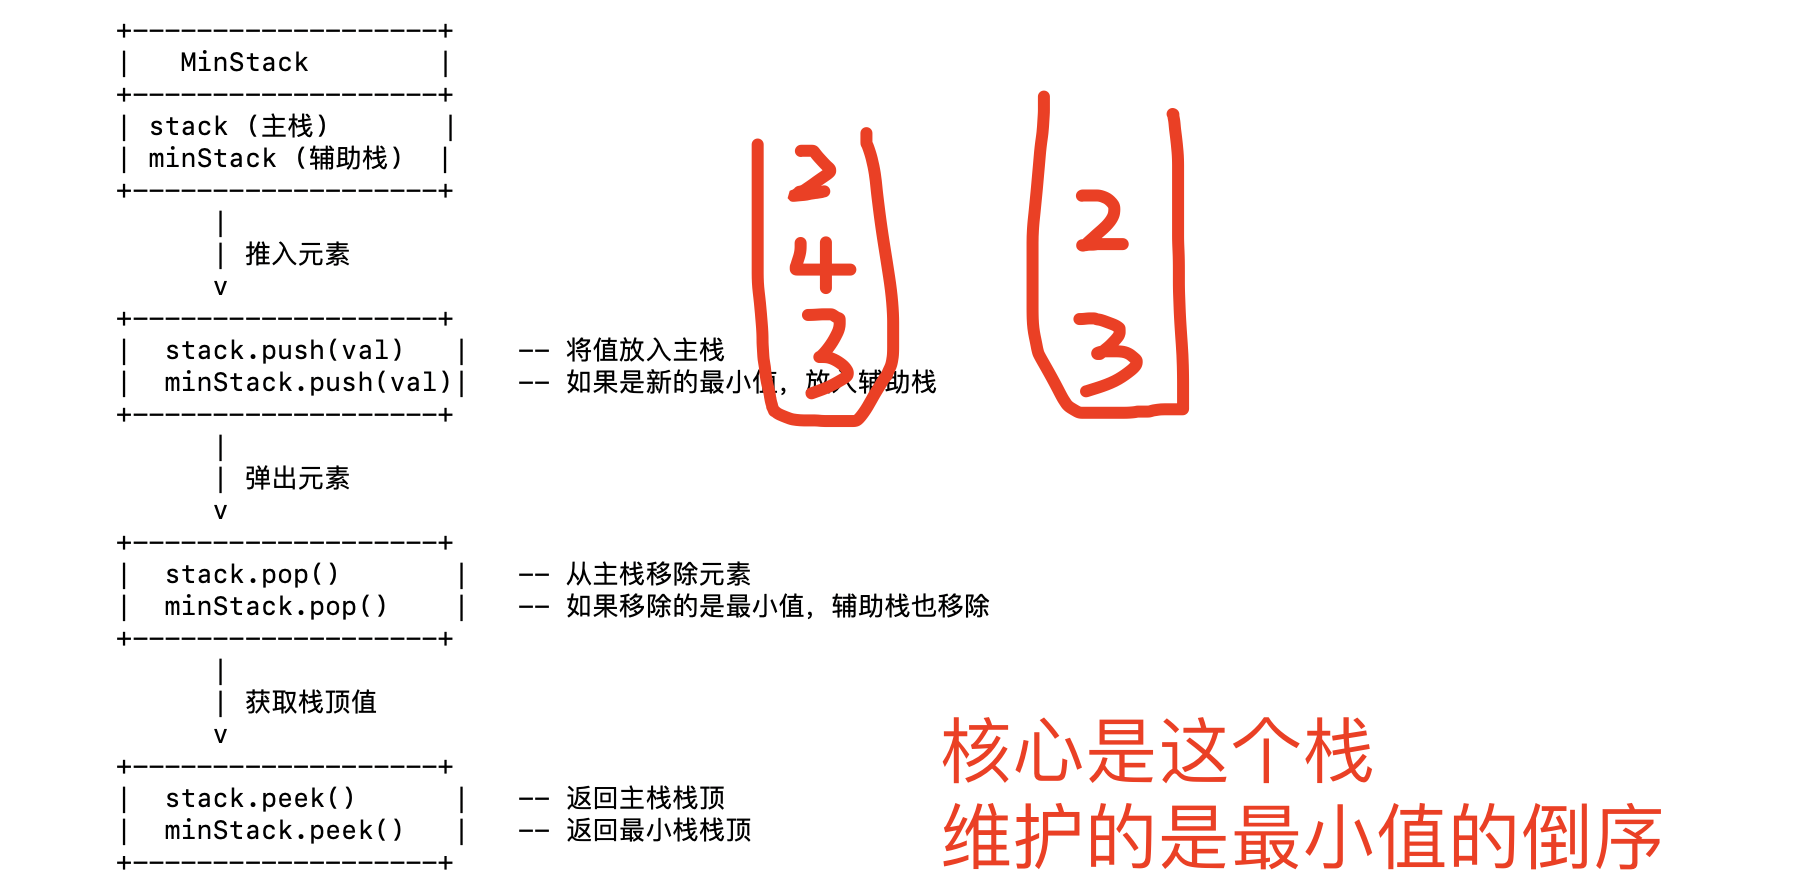 +--------------------+
|   MinStack         |
+--------------------+
| stack (主栈)       |
| minStack (辅助栈)  |
+--------------------+
|
| 推入元素
v
+--------------------+
|  stack.push(val)   |   -- 将值放入主栈
|  minStack.push(val)|   -- 如果是新的最小值，放入辅助栈
+--------------------+
|
| 弹出元素
v
+--------------------+
|  stack.pop()       |   -- 从主栈移除元素
|  minStack.pop()    |   -- 如果移除的是最小值，辅助栈也移除
+--------------------+
|
| 获取栈顶值
v
+--------------------+
|  stack.peek()      |   -- 返回主栈栈顶
|  minStack.peek()   |   -- 返回最小栈栈顶
+--------------------+
2
4
3
2
3
核心是这个栈
维护的是最小值的倒序